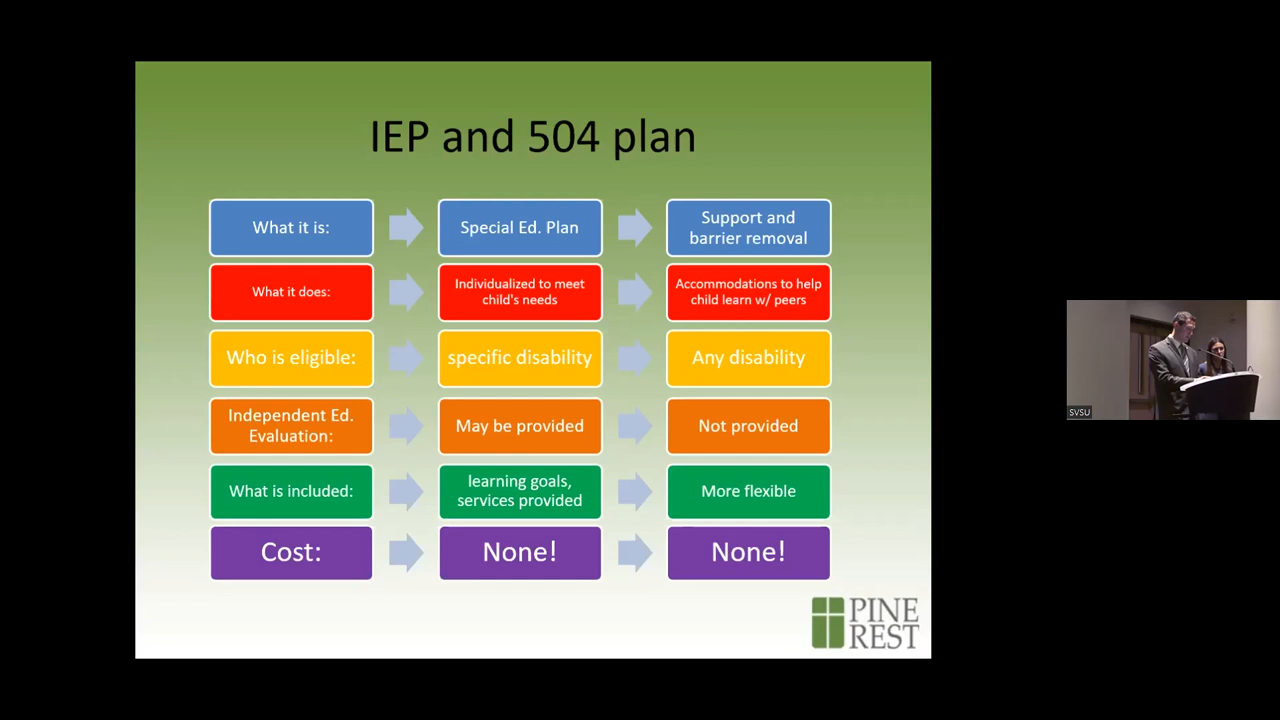 IEP and 504 plan
What it is:
Special Ed. Plan
Support and
barrier removal
What it does:
Individualized to meet
child's needs
Accommodations to help
child learn w/ peers
Who is eligible:
specific disability
Any disability
Independent Ed.
Evaluation:
May be provided
Not provided
What is included:
learning goals,
services provided
More flexible
Cost:
None!
None!
PINE
REST
SVSU